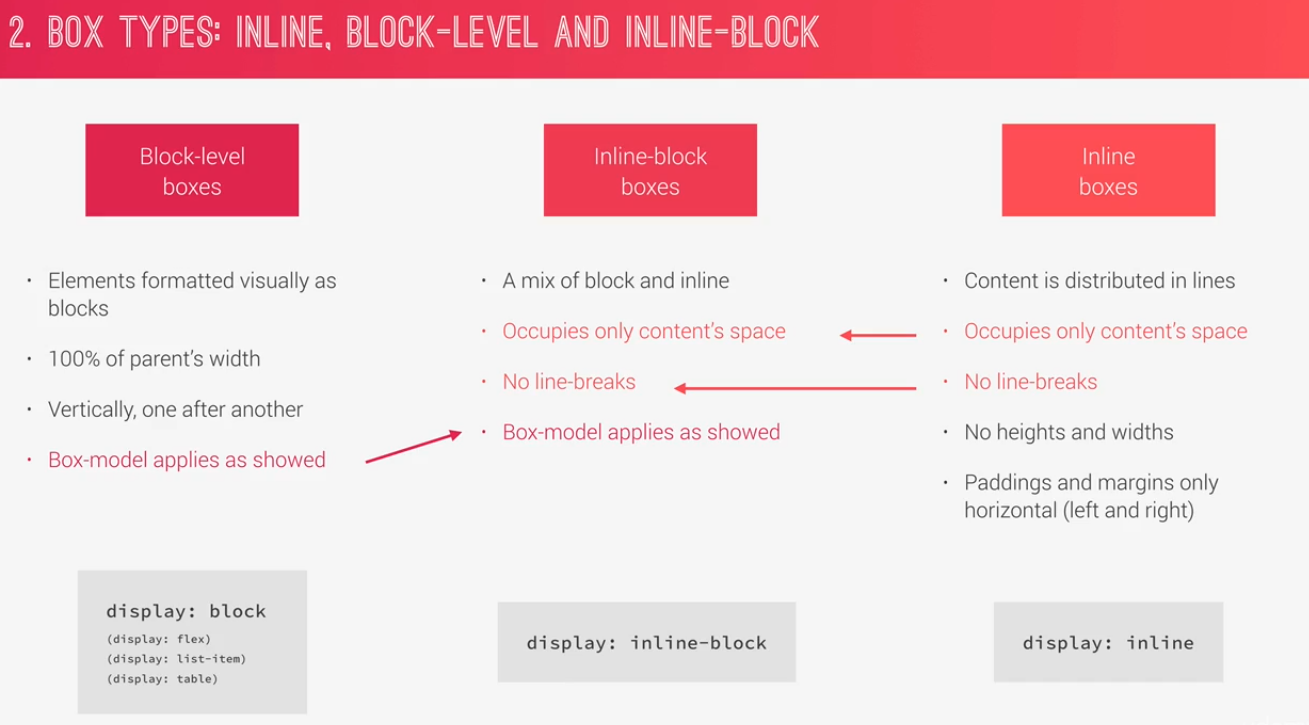 2. BOX TYPES: INLINE, BLOCK-LEVEL AND INLINE-BLOCK
Block-level
boxes
• Elements formatted visually as
blocks
• 100% of parent’s width
• Vertically, one after another
• Box-model applies as showed
display: block
(display: flex)
(display: list-item)
(display: table)
Inline-block
boxes
• A mix of block and inline
• Occupies only content’s space
• No line-breaks
• Box-model applies as showed
display: inline-block
Inline
boxes
• Content is distributed in lines
• Occupies only content’s space
• No line-breaks
• No heights and widths
• Paddings and margins only
horizontal (left and right)
display: inline